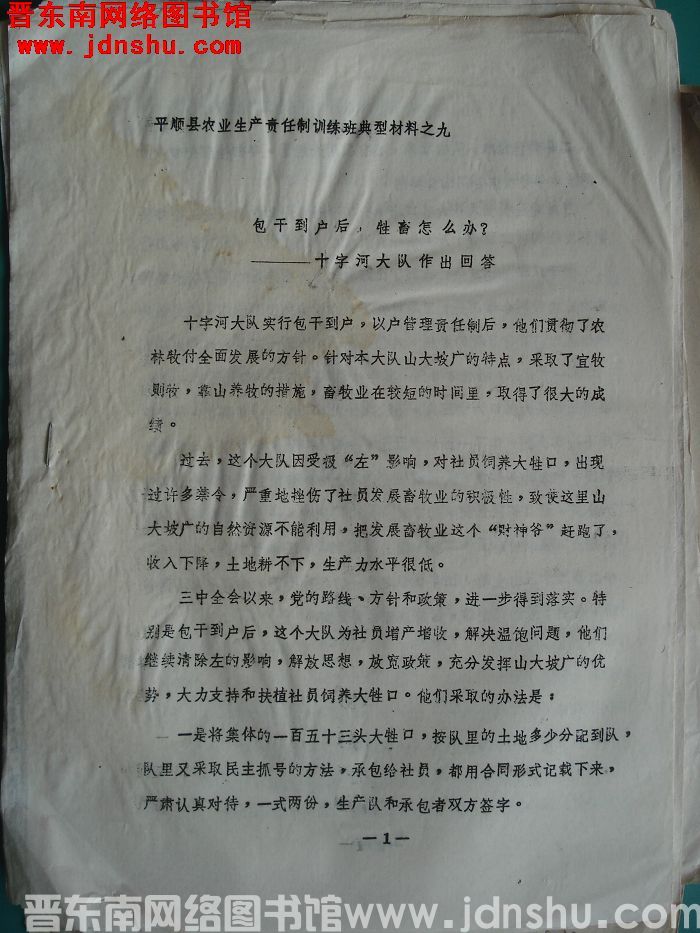 晋东南网络图书馆
www.jdnshu.com
平顺县农业生产责任制训练班典型材料之九
包干到户后，牲畜怎么办？
———十字河大队作出回答
十字河大队实行包干到户，以户管理责任制后，他们贯彻了农
林牧付全面发展的方针。针对本大队山大坡广的特点，采取了宜牧
则牧，靠山养牧的措施，畜牧业在较短的时间里，取得了很大的成
绩。
过去，这个大队因受极“左”影响，对社员饲养大牲口，出现
过许多禁令，严重地挫伤了社员发展畜牧业的积极性，致使这里山
大坡广的自然资源不能利用，把发展畜牧业这个“财神爷”赶跑了，
收入下降，土地耕不下，生产力水平很低。
三中全会以来，党的路线、方针和政策，进一步得到落实。特
别是包干到户后，这个大队为社员增产增收，解决温饱问题，他们
继续清除左的影响，解放思想，放宽政策，充分发挥山大坡广的优
势，大力支持和扶植社员饲养大牲口。他们采取的办法是：
一是将集体的一百五十三头大牲口，按队里的土地多少分配到队，
队里又采取民主抓号的方法，承包给社员，都用合同形式记载下来，
严肃认真对待，一式两份，生产队和承包者双方签字。
—1—
晋东南网络图书馆www.jdnshu.com